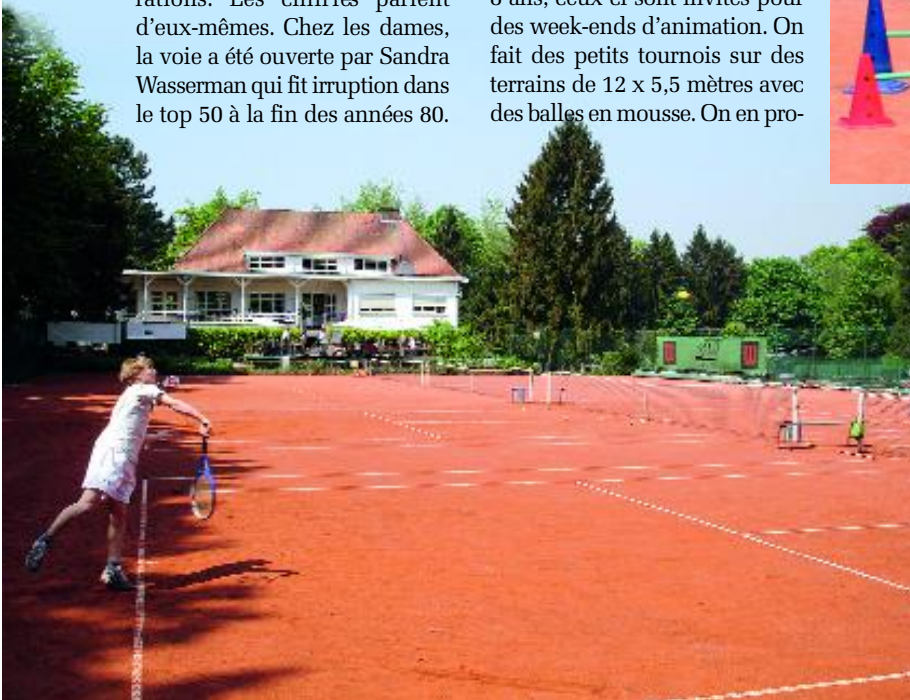 rations. Les chiffres parlent
d'eux-mêmes. Chez les dames,
la voie a été ouverte par Sandra
Wasserman qui fit irruption dans
le top 50 à la fin des années 80.
8 ans, ceux-ci sont invités pour
des week-ends d'animation. On
fait des petits tournois sur des
terrains de 12 x 5,5 mètres avec
des balles en mousse. On en pro-